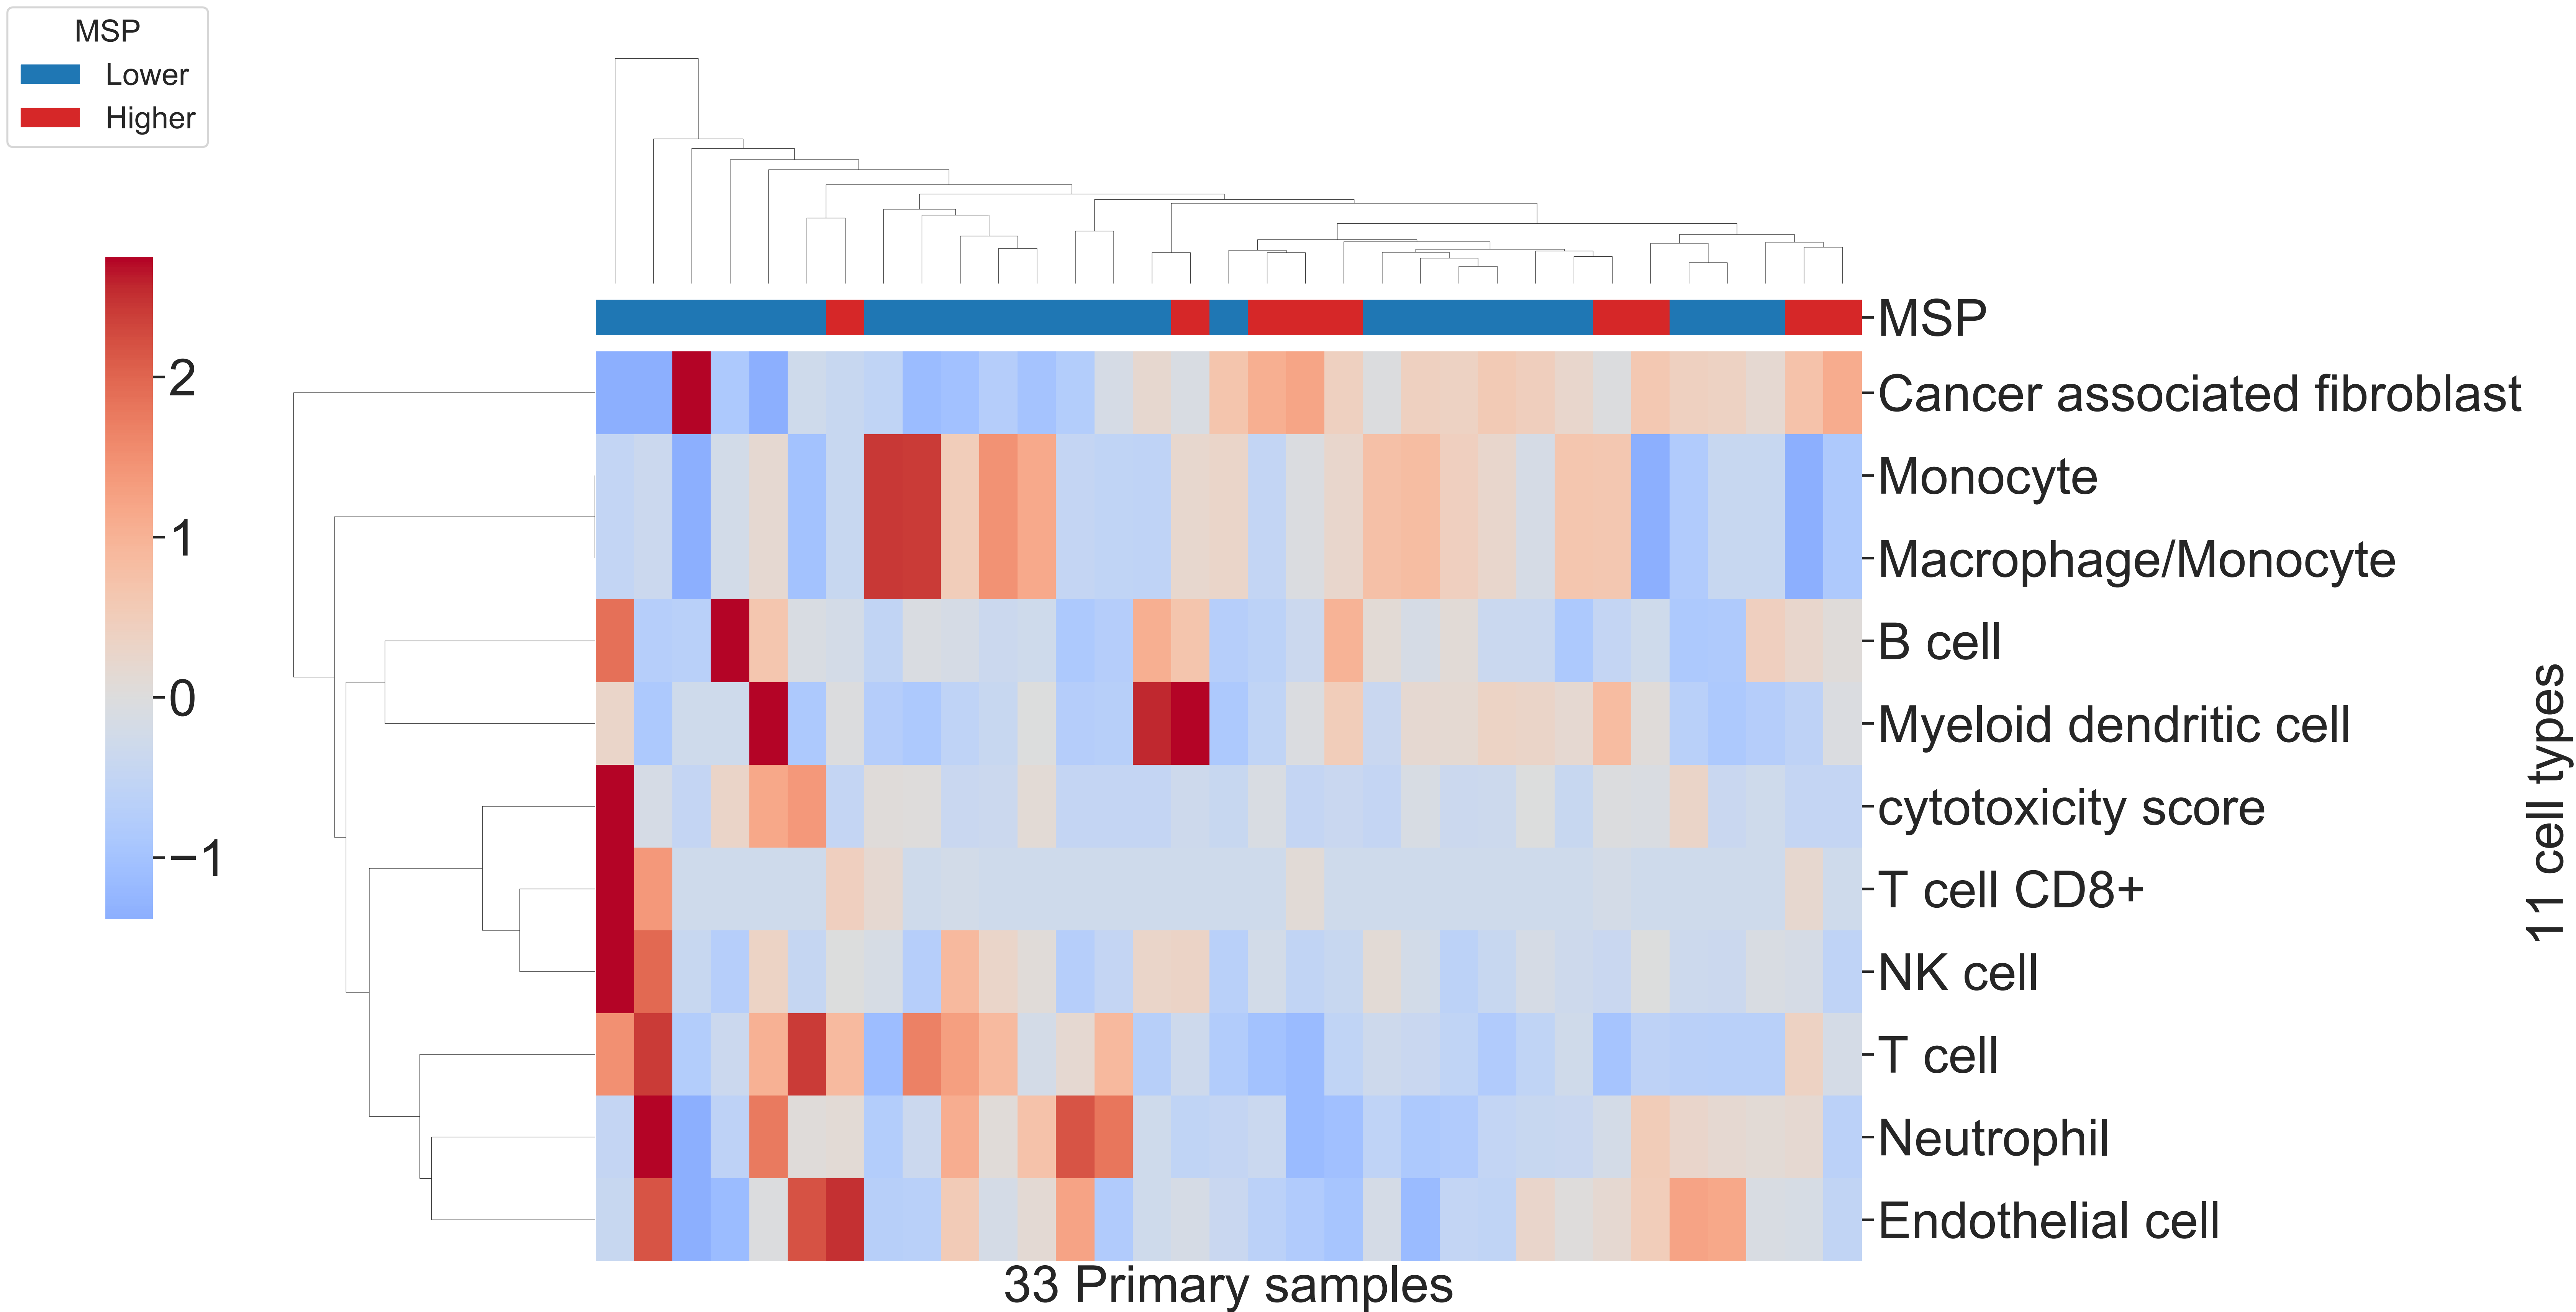 MSP
Lower
Higher
2
1
0
−1
MSP
Cancer associated fibroblast
Monocyte
Macrophage/Monocyte
B cell
Myeloid dendritic cell
cytotoxicity score
T cell CD8+
NK cell
T cell
Neutrophil
Endothelial cell
11 cell types
33 Primary samples